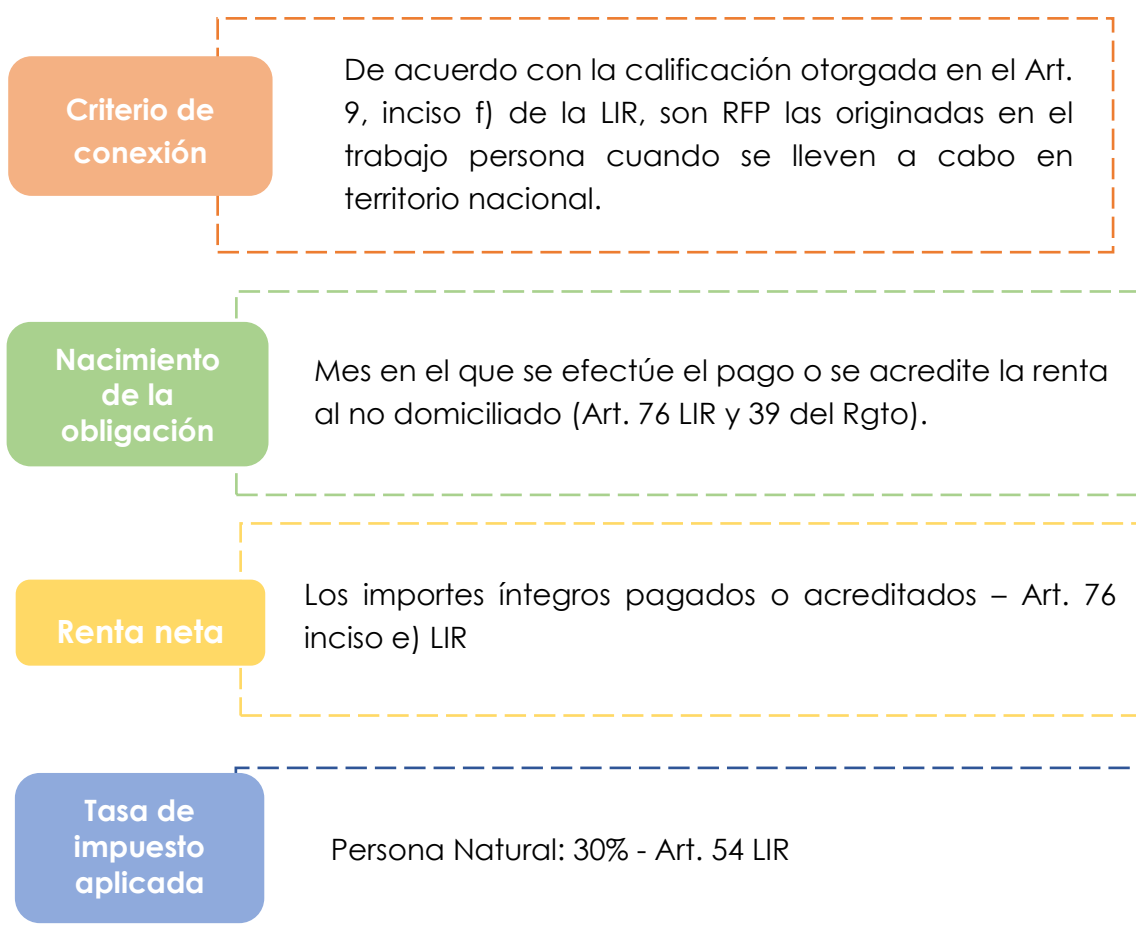 Criterio de
conexión
De acuerdo con la calificación otorgada en el Art.
9, inciso f) de la LIR, son RFP las originadas en el
trabajo persona cuando se lleven a cabo en
territorio nacional.
Nacimiento
de la
obligación
Mes en el que se efectúe el pago o se acredite la renta
al no domiciliado (Art. 76 LIR y 39 del Rgto).
Renta neta
Los importes íntegros pagados o acreditados – Art. 76
inciso e) LIR
Tasa de
impuesto
aplicada
Persona Natural: 30% - Art. 54 LIR